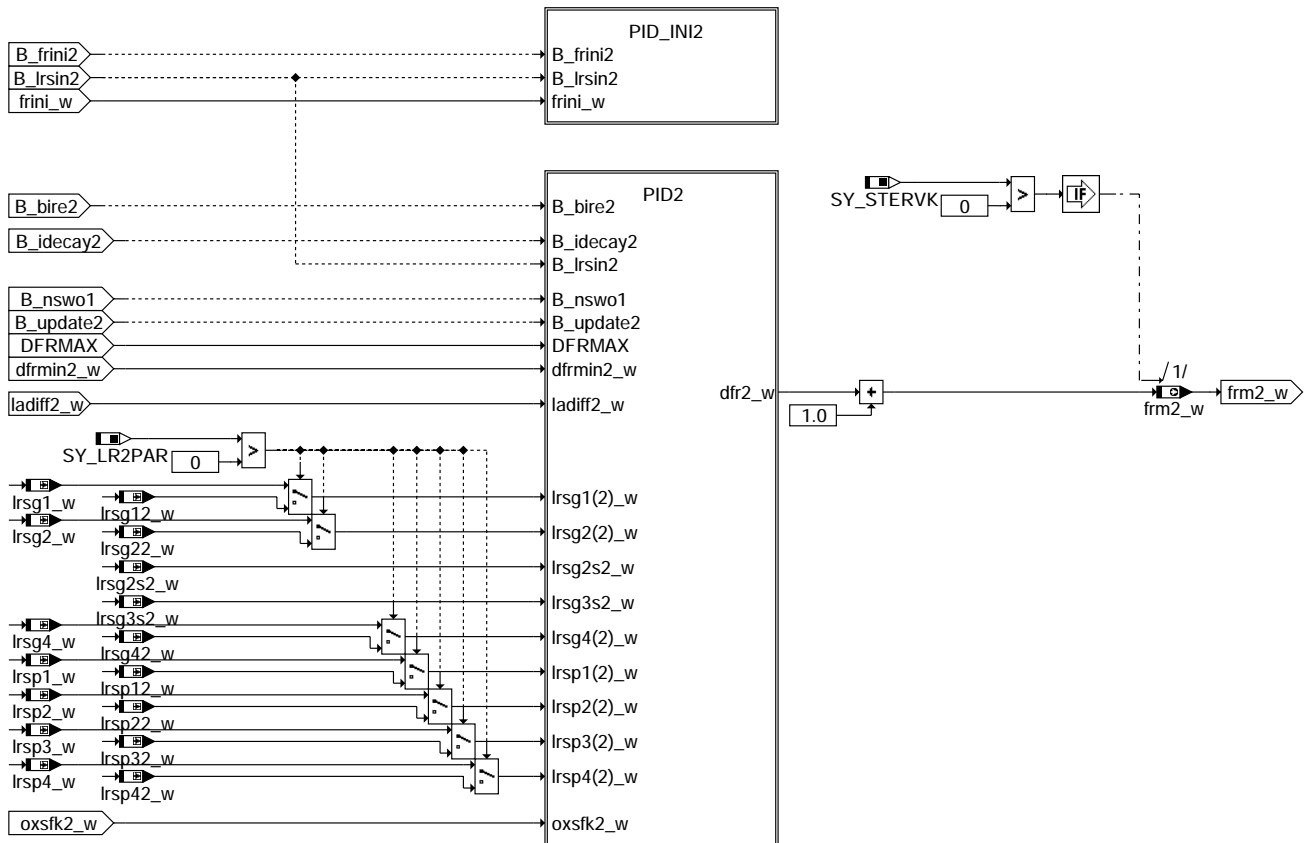 PID_INI2
B_frini2
B_frini2
B_lrsin2
B_lrsin2
frini_w
frini_w
PID2
SY_STERVK
0
>
IF
B_bire2
B_bire2
B_idecay2
B_idecay2
B_lrsin2
B_nswo1
B_nswo1
B_update2
B_update2
DFRMAX
DFRMAX
dfrmin2_w
dfrmin2_w
/1/
dfr2_w
+
frm2_w
frm2_w
1.0
ladiff2_w
ladiff2_w
SY_LR2PAR
0
>
lrsg1_w
lrsg12_w
lrsg1(2)_w
lrsg2_w
lrsg22_w
lrsg2(2)_w
lrsg2s2_w
lrsg2s2_w
lrsg3s2_w
lrsg3s2_w
lrsg4_w
lrsg42_w
lrsg4(2)_w
lrsp1_w
lrsp12_w
lrsp1(2)_w
lrsp2_w
lrsp22_w
lrsp2(2)_w
lrsp3_w
lrsp32_w
lrsp3(2)_w
lrsp4_w
lrsp42_w
lrsp4(2)_w
oxsfk2_w
oxsfk2_w